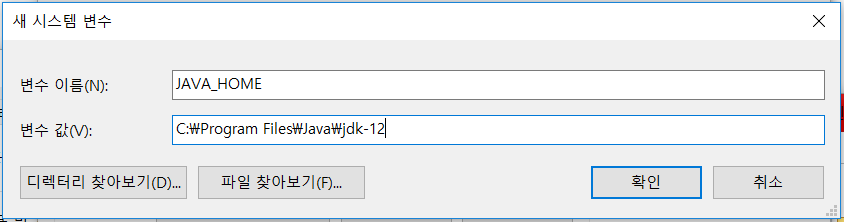 새 시스템 변수
변수 이름(N): JAVA_HOME
변수 값(V): C:₩Program Files₩Java₩jdk-12
디렉터리 찾아보기(D)... 파일 찾아보기(F)... 확인 취소